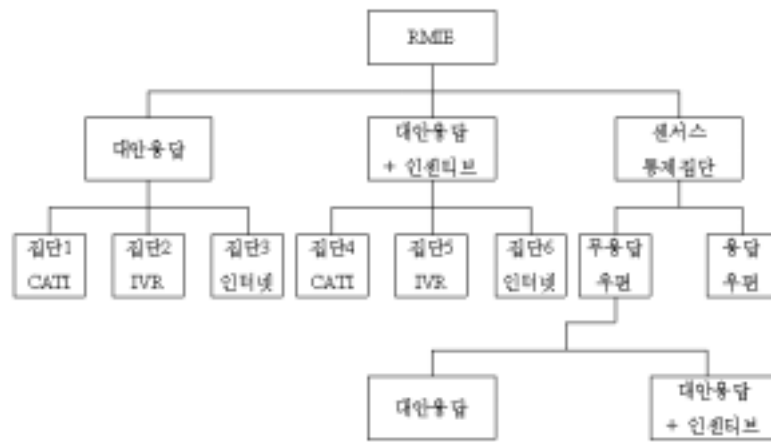 RMIE
대안응답
대안응답
+ 인센티브
센서스
통제집단
집단1
CATI
집단2
IVR
집단3
인터넷
집단4
CATI
집단5
IVR
집단6
인터넷
무응답
우편
응답
우편
대안응답
대안응답
+ 인센티브